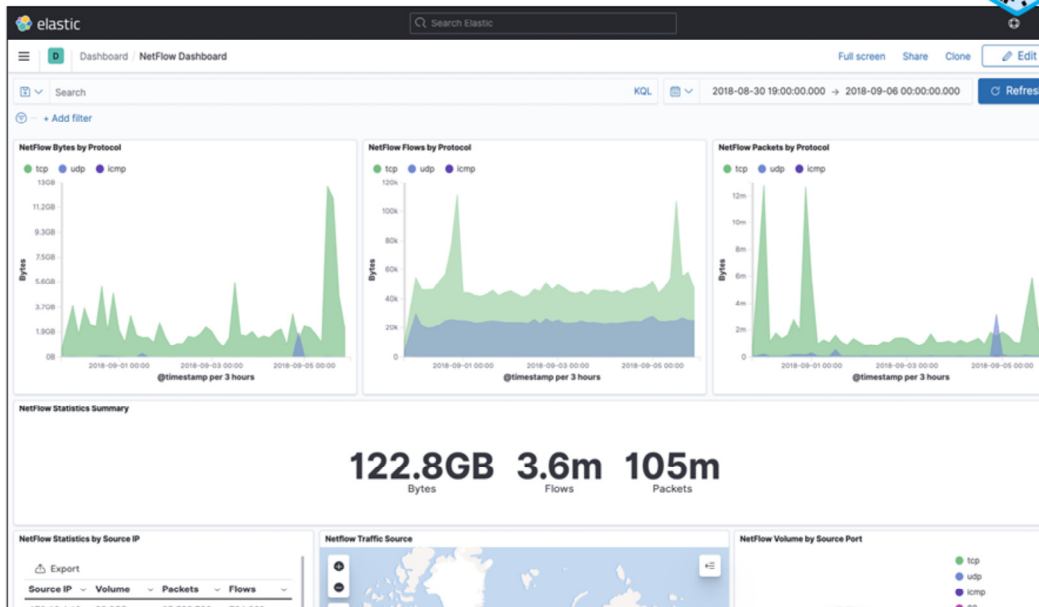 elastic
Search Elastic
D Dashboard / NetFlow Dashboard Full screen Share Clone Edit
Search KQL 2018-08-30 19:00:00.000 → 2018-09-06 00:00:00.000 Refres
+ Add filter
NetFlow Bytes by Protocol
tcp udp icmp
13GB
11.2GB
9.3GB
7.5GB
5.6GB
3.7GB
1.9GB
0B
Bytes
2018-09-01 00:00 2018-09-03 00:00 2018-09-05 00:00
@timestamp per 3 hours
NetFlow Flows by Protocol
tcp udp icmp
120k
100k
80k
60k
40k
20k
0
Bytes
2018-09-01 00:00 2018-09-03 00:00 2018-09-05 00:00
@timestamp per 3 hours
NetFlow Packets by Protocol
tcp udp icmp
12m
10m
8m
6m
4m
2m
0
Bytes
2018-09-01 00:00 2018-09-03 00:00 2018-09-05 00:00
@timestamp per 3 hours
NetFlow Statistics Summary
122.8GB 3.6m 105m
Bytes Flows Packets
NetFlow Statistics by Source IP
Export
Source IP Volume Packets Flows
Netflow Traffic Source
NetFlow Volume by Source Port
tcp
udp
icmp